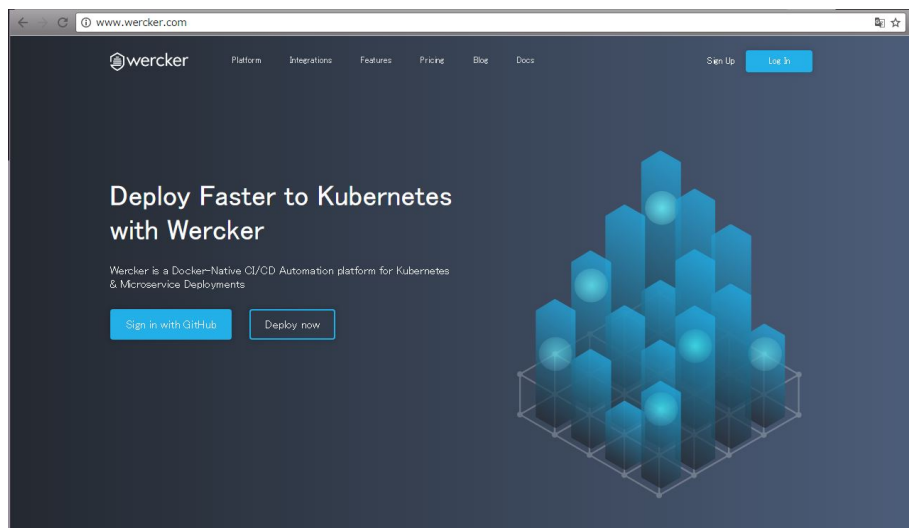 www.wercker.com
wercker Platform Integrations Features Pricing Blog Docs Sign Up Log In
Deploy Faster to Kubernetes
with Wercker
Wercker is a Docker-Native CI/CD Automation platform for Kubernetes
& Microservice Deployments
Sign in with GitHub Deploy now